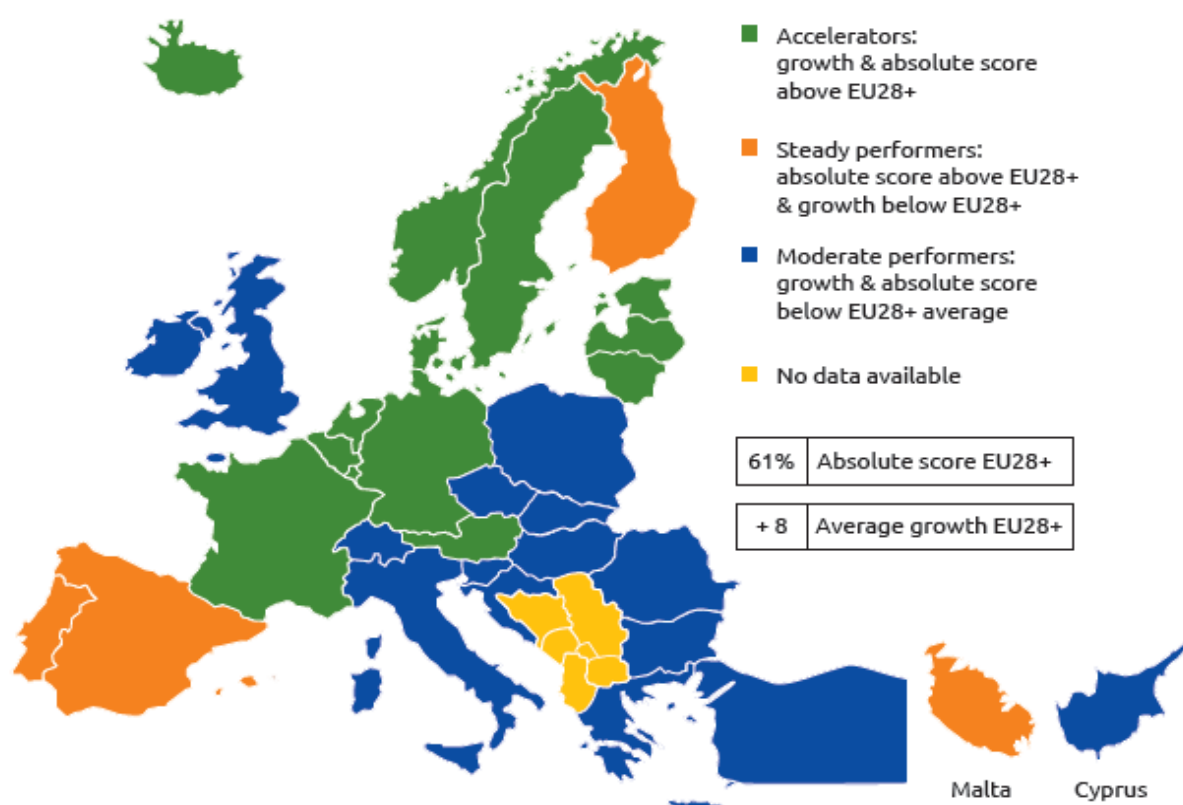 Accelerators:
growth & absolute score
above EU28+
Steady performers:
absolute score above EU28+
& growth below EU28+
Moderate performers:
growth & absolute score
below EU28+ average
No data available
61% Absolute score EU28+
+ 8 Average growth EU28+
Malta Cyprus